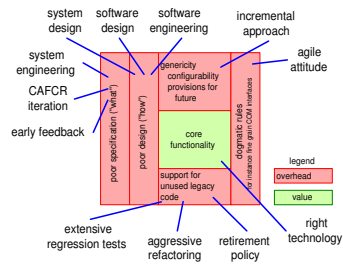 system
design
software
design
software
engineering
incremental
approach
system
engineering
CAFCR
iteration
early feedback
agile
attitude
poor specification ("what")
poor design ("how")
genericity
configurability
provisions for
future
core
functionality
support for
unused legacy
code
dogmatic rules
for instance fine grain COM interfaces
legend
overhead
value
extensive
regression tests
aggressive
refactoring
retirement
policy
right
technology